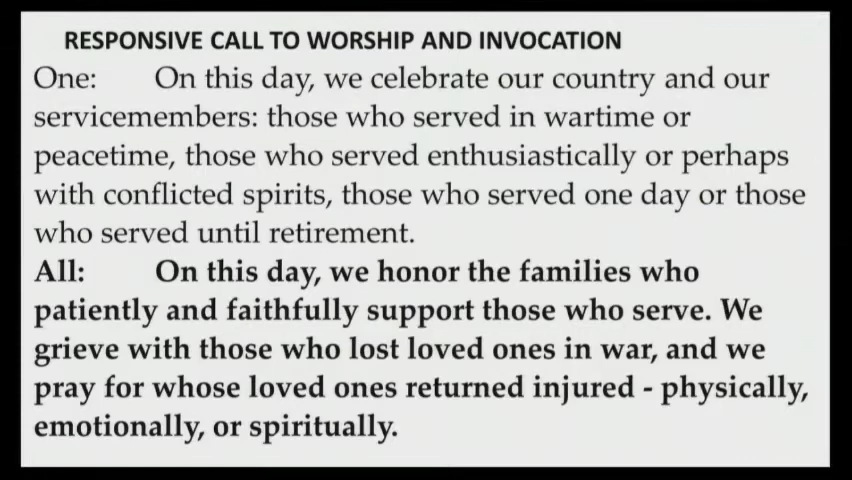 RESPONSIVE CALL TO WORSHIP AND INVOCATION
One: On this day, we celebrate our country and our
servicemembers: those who served in wartime or
peacetime, those who served enthusiastically or perhaps
with conflicted spirits, those who served one day or those
who served until retirement.
All: On this day, we honor the families who
patiently and faithfully support those who serve. We
grieve with those who lost loved ones in war, and we
pray for whose loved ones returned injured - physically,
emotionally, or spiritually.